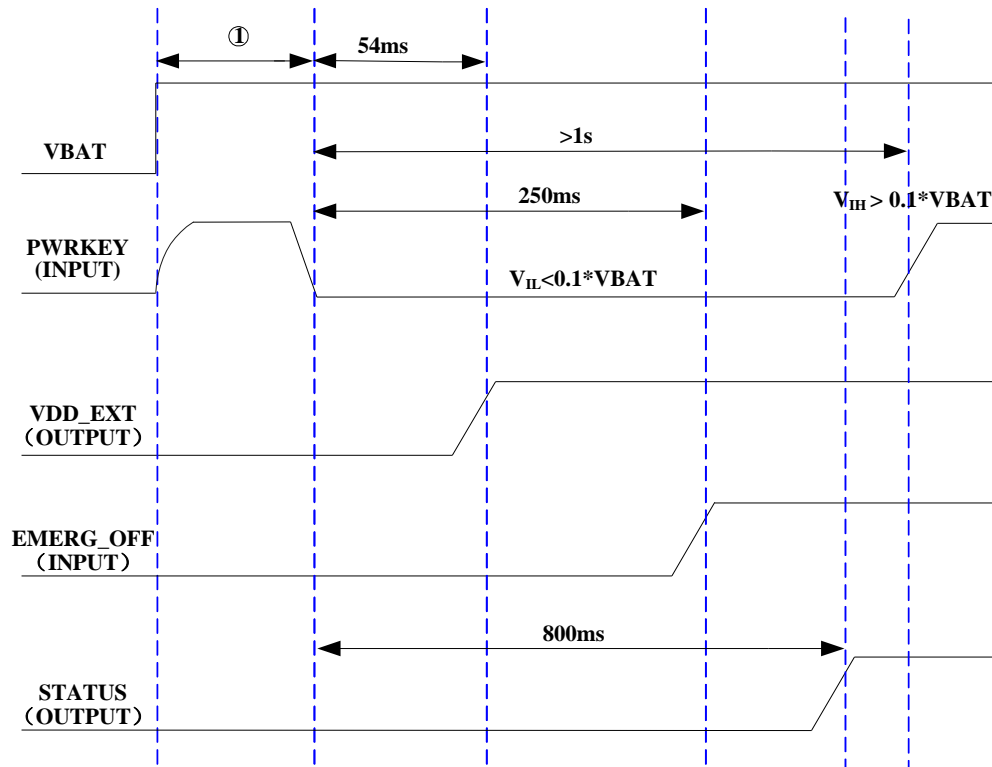 ①
54ms
VBAT
>1s
250ms
VIH > 0.1*VBAT
PWRKEY
(INPUT)
VIL<0.1*VBAT
VDD_EXT
（OUTPUT）
EMERG_OFF
（INPUT）
800ms
STATUS
（OUTPUT）